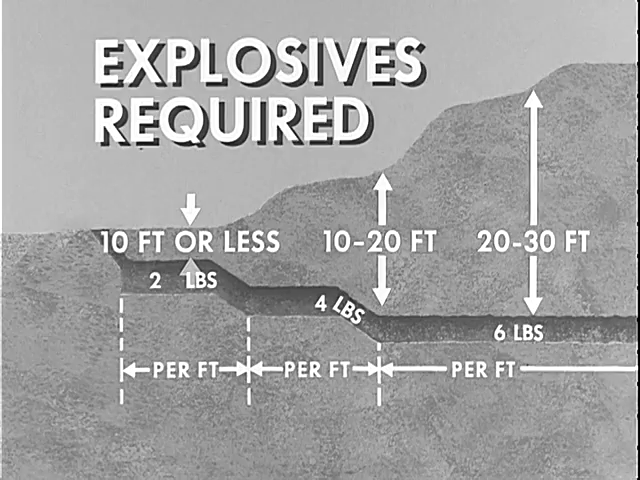 EXPLOSIVES
REQUIRED
10 FT OR LESS
10-20 FT
20-30 FT
2 LBS
4 LBS
6 LBS
PER FT
PER FT
PER FT